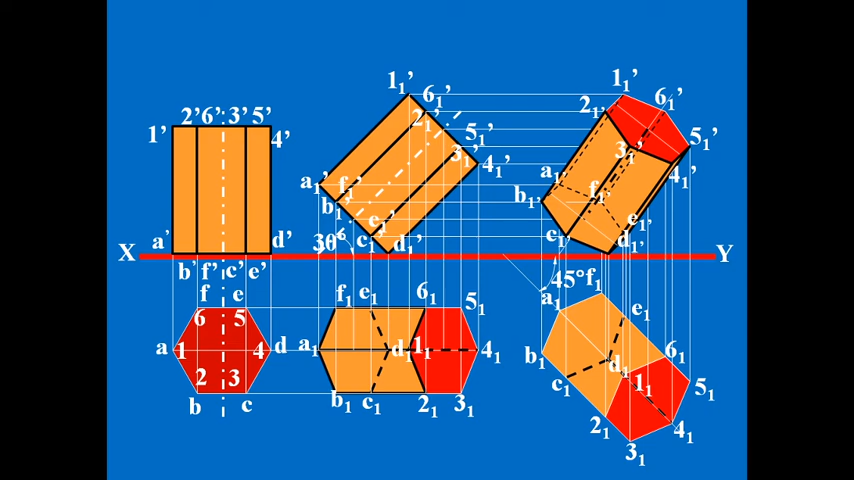 1₁’
1₁’
6₁’
6₁’
2’6’ 3’ 5’
2₁’
2₁’
1’
4’
5₁’
5₁’
3₁’
3₁’
4₁’
4₁’
a₁’
f₁’
a₁’
f₁’
b₁’
b₁’
e₁’
e₁’
a’
d’
30°
c₁’
d₁’
c₁’
d₁’
X
Y
b’ f’ c’ e’
45°
f e
f₁ e₁ 6₁ 5₁
a₁ f₁ e₁
6 5
a 1 4 d
a₁ d₁ 1₁ 4₁
b₁ d₁ 6₁
2 3
c₁ 1₁ 5₁
b c
b₁ c₁ 2₁ 3₁
2₁ 4₁
3₁